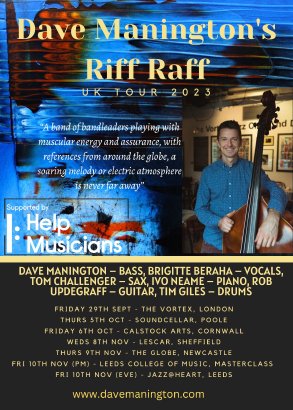 Dave Manington's
Riff Raff
UK TOUR 2023
"A band of bandleaders playing with
muscular energy and assurance, with
references from around the globe, a
soaring melody or electric atmosphere
is never far away"
Supported by
Help
Musicians
DAVE MANINGTON – BASS, BRIGITTE BERAHA – VOCALS,
TOM CHALLENGER – SAX, IVO NEAME – PIANO, ROB
UPDEGRAFF – GUITAR, TIM GILES – DRUMS
FRIDAY 29TH SEPT - THE VORTEX, LONDON
THURS 5TH OCT - SOUNDCELLAR, POOLE
FRIDAY 6TH OCT - CALSTOCK ARTS, CORNWALL
WEDS 8TH NOV - LESCAR, SHEFFIELD
THURS 9TH NOV - THE GLOBE, NEWCASTLE
FRI 10TH NOV (PM) - LEEDS COLLEGE OF MUSIC, MASTERCLASS
FRI 10TH NOV (EVE) - JAZZ@HEART, LEEDS
www.davemanington.com